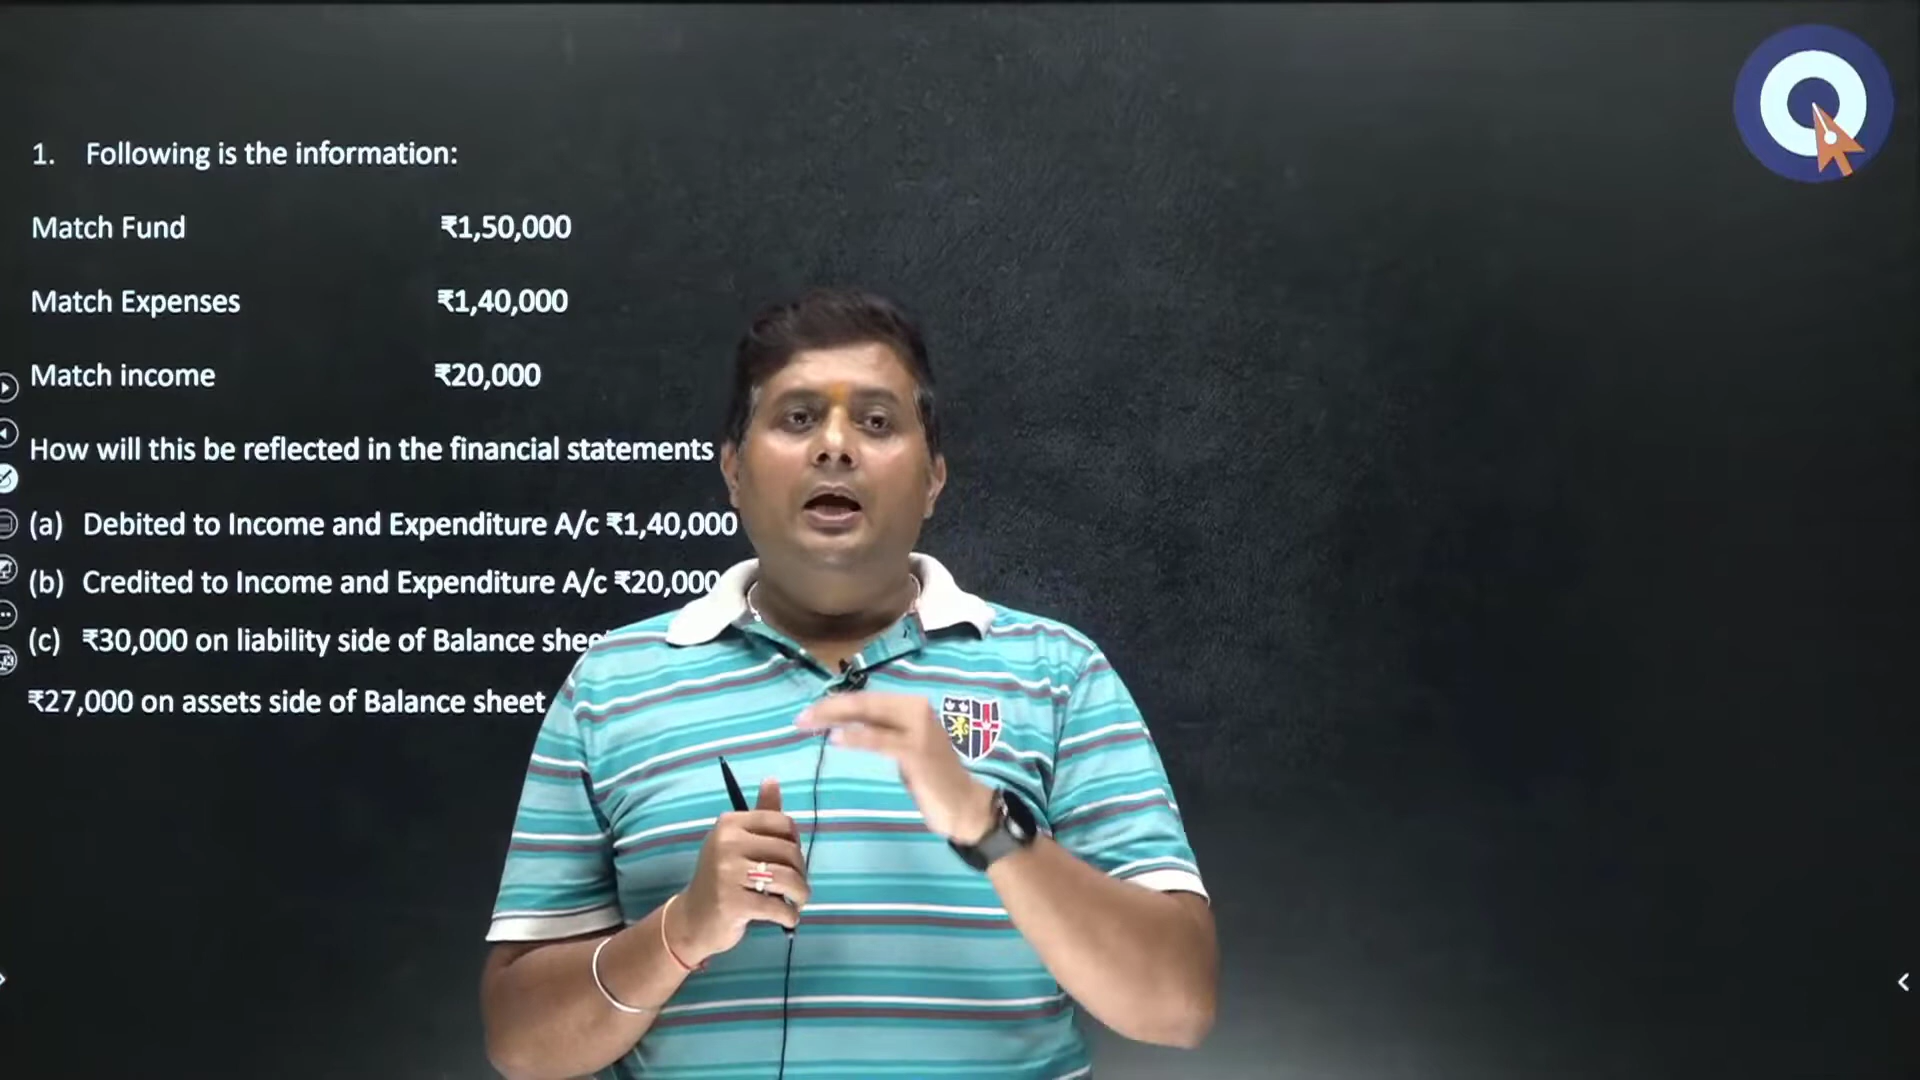 1. Following is the information:
Match Fund ₹1,50,000
Match Expenses ₹1,40,000
Match income ₹20,000
How will this be reflected in the financial statements
(a) Debited to Income and Expenditure A/c ₹1,40,000
(b) Credited to Income and Expenditure A/c ₹20,000
(c) ₹30,000 on liability side of Balance
₹27,000 on assets side of Balance sheet